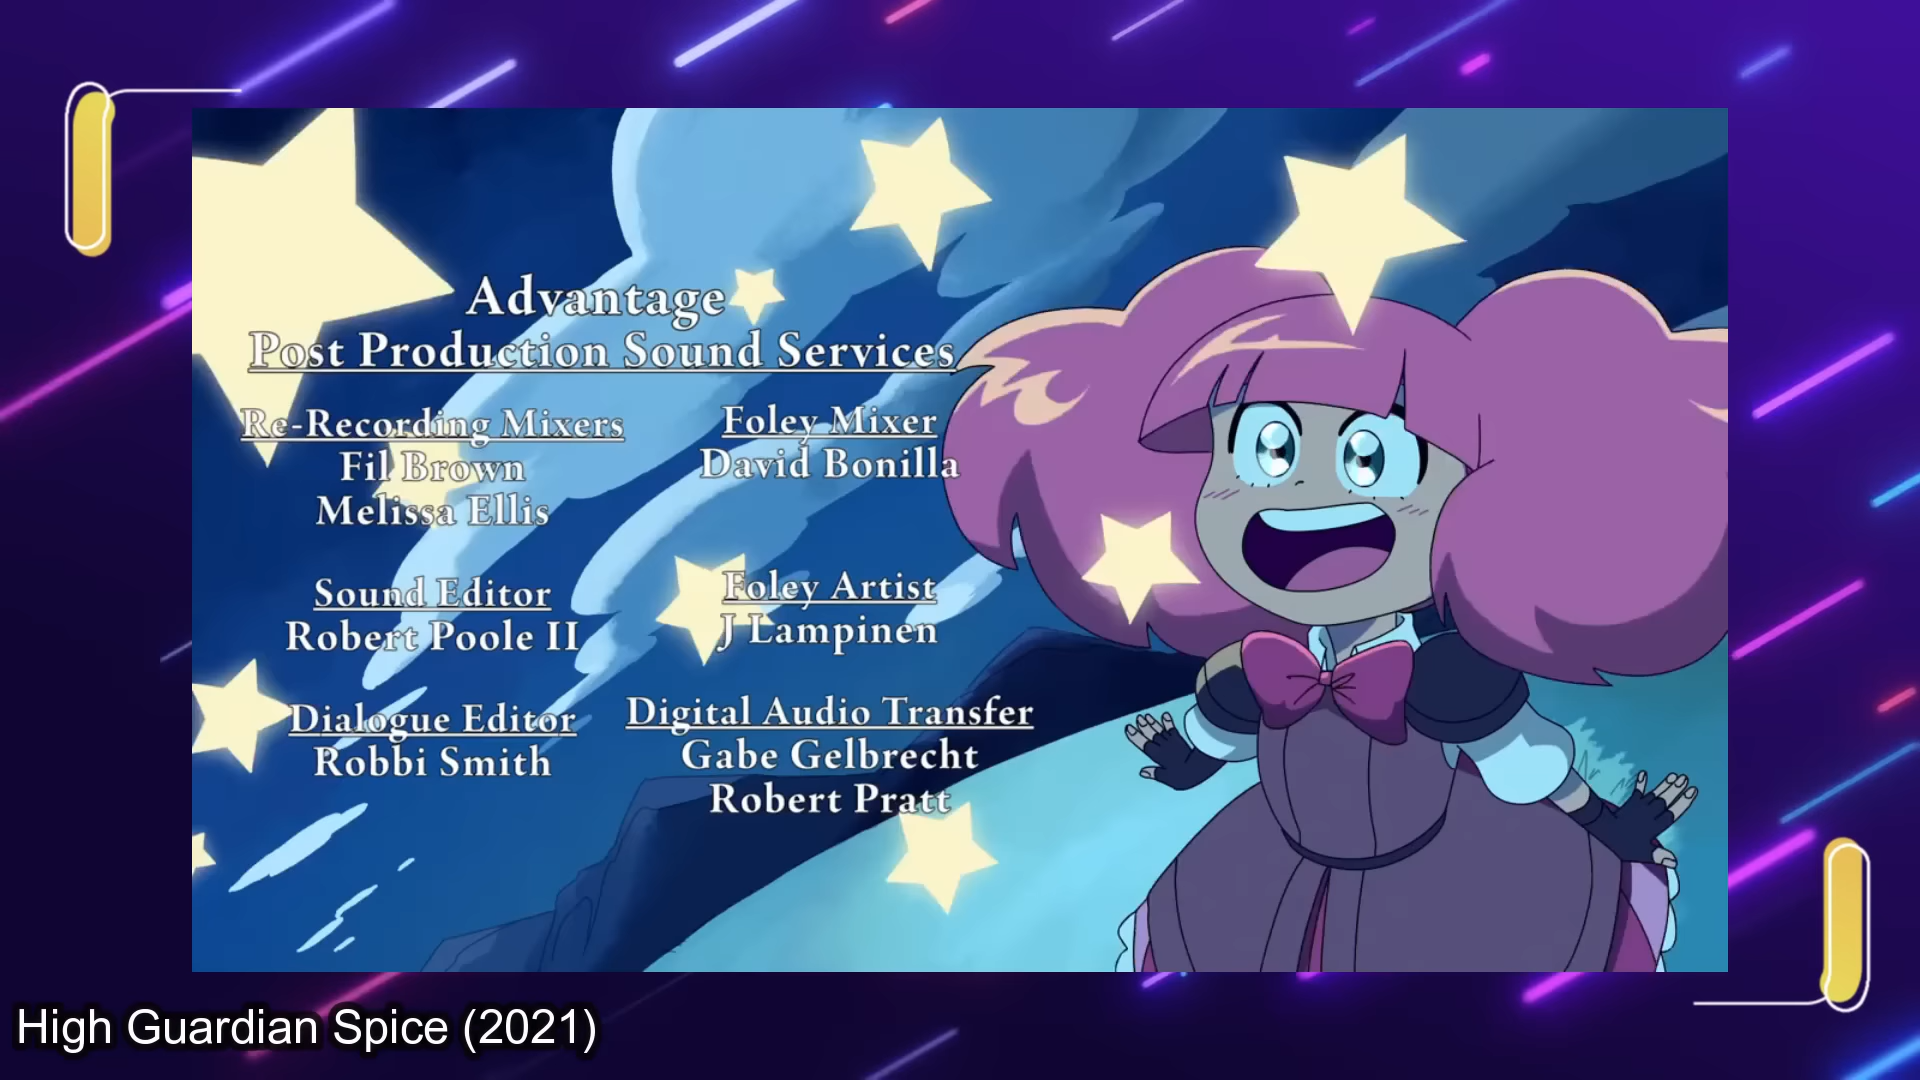 Advantage
Post Production Sound Services
Re-Recording Mixers
Fil Brown
Melissa Ellis
Foley Mixer
David Bonilla
Sound Editor
Robert Poole II
Foley Artist
J Lampinen
Dialogue Editor
Robbi Smith
Digital Audio Transfer
Gabe Gelbrecht
Robert Pratt
High Guardian Spice (2021)